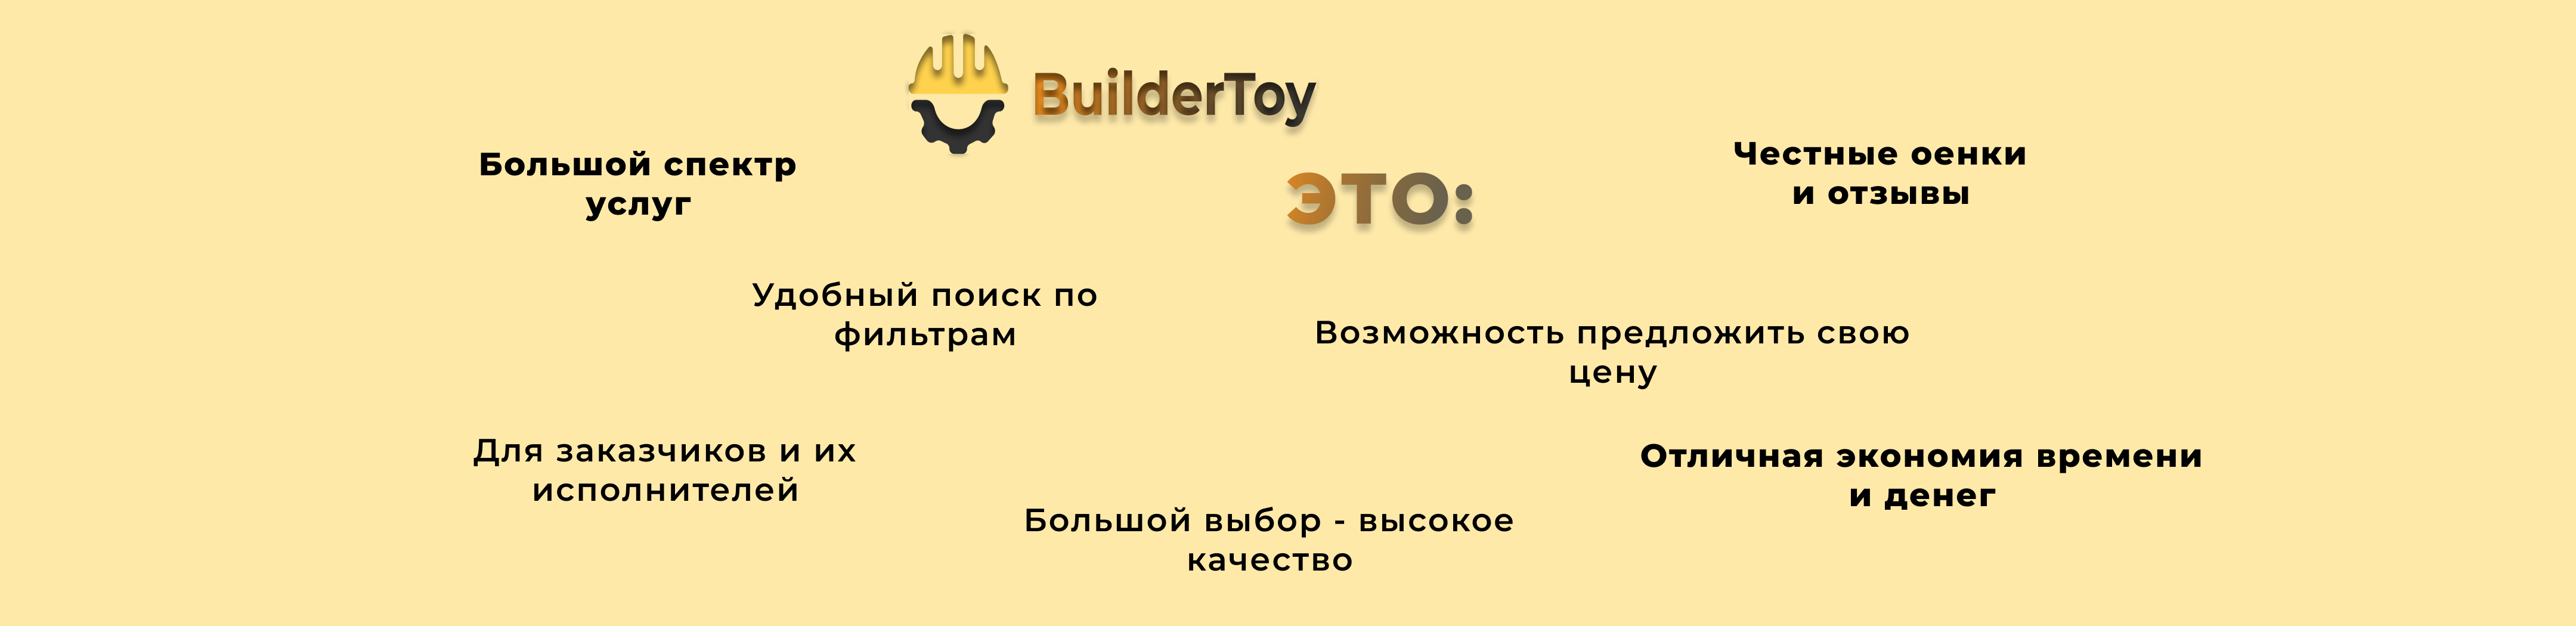 BuilderToy
ЭТО:
Большой спектр
услуг
Честные оенки
и отзывы
Удобный поиск по
фильтрам
Возможность предложить свою
цену
Для заказчиков и их
исполнителей
Отличная экономия времени
и денег
Большой выбор - высокое
качество